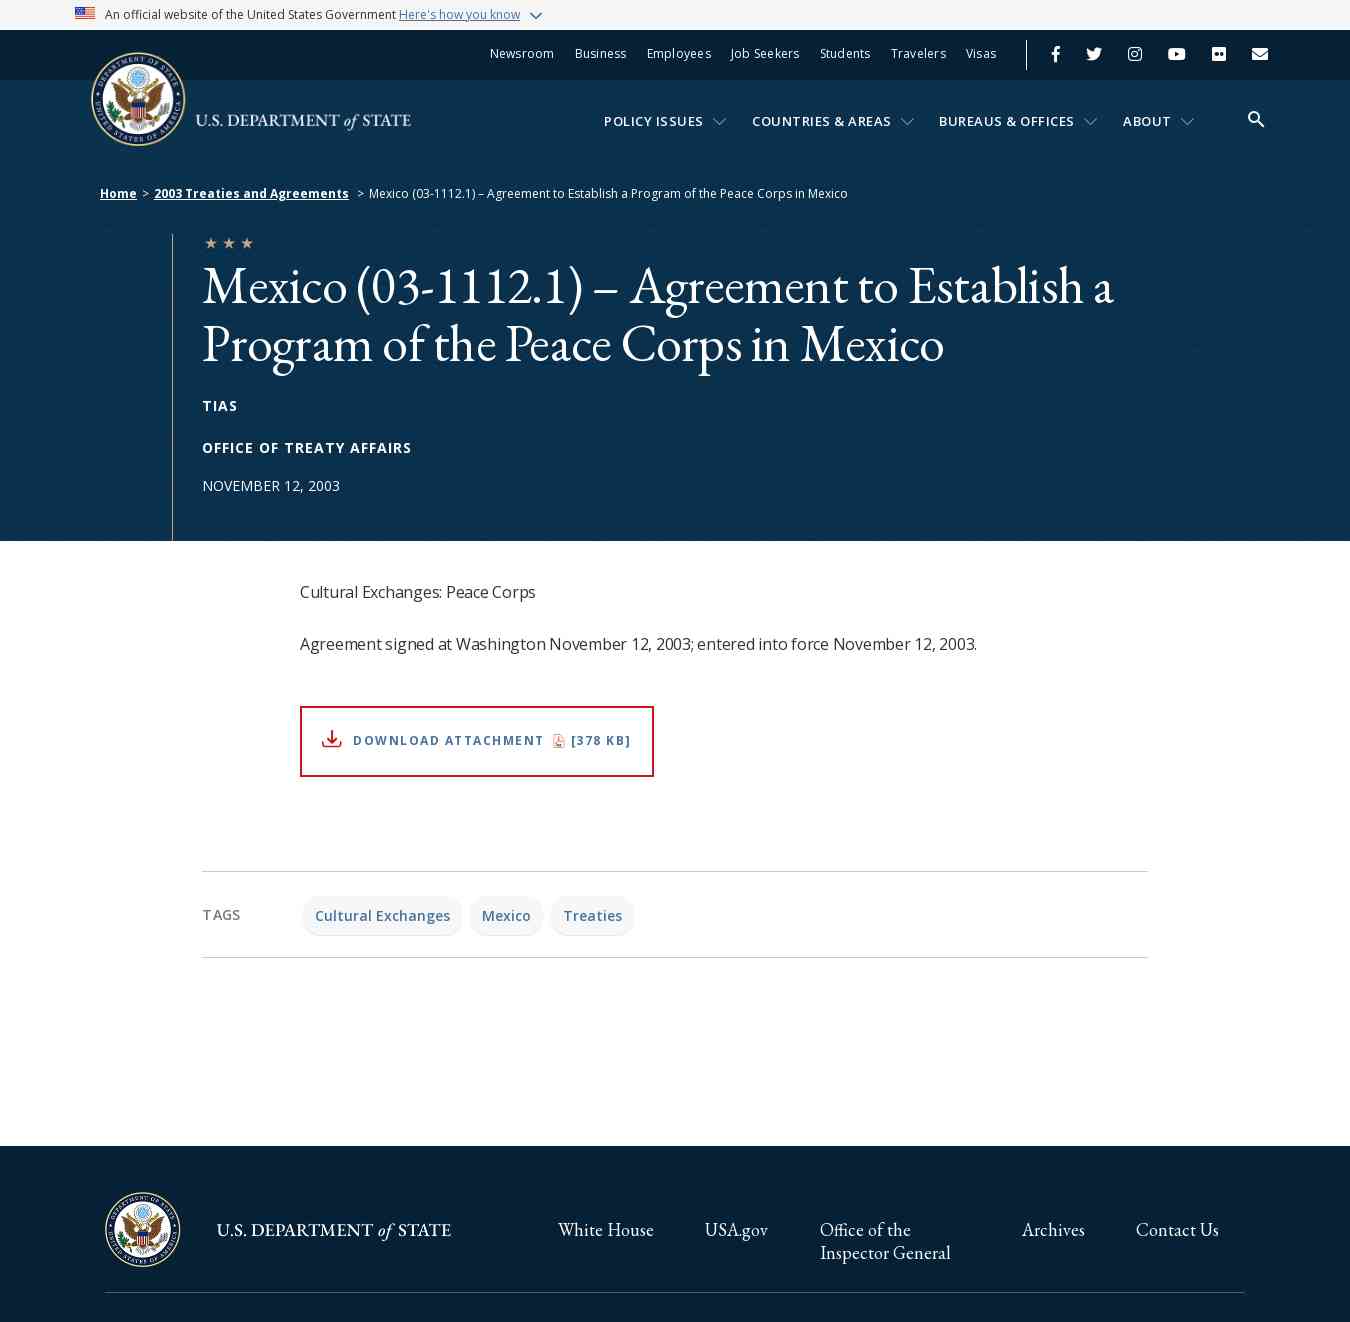 An official website of the United States Government Here's how you know
Newsroom Business Employees Job Seekers Students Travelers Visas
U.S. DEPARTMENT of STATE
POLICY ISSUES COUNTRIES & AREAS BUREAUS & OFFICES ABOUT
Home > 2003 Treaties and Agreements > Mexico (03-1112.1) – Agreement to Establish a Program of the Peace Corps in Mexico
Mexico (03-1112.1) – Agreement to Establish a
Program of the Peace Corps in Mexico
TIAS
OFFICE OF TREATY AFFAIRS
NOVEMBER 12, 2003
Cultural Exchanges: Peace Corps
Agreement signed at Washington November 12, 2003; entered into force November 12, 2003.
DOWNLOAD ATTACHMENT [378 KB]
TAGS Cultural Exchanges Mexico Treaties
U.S. DEPARTMENT of STATE
White House USA.gov Office of the Archives Contact Us
Inspector General